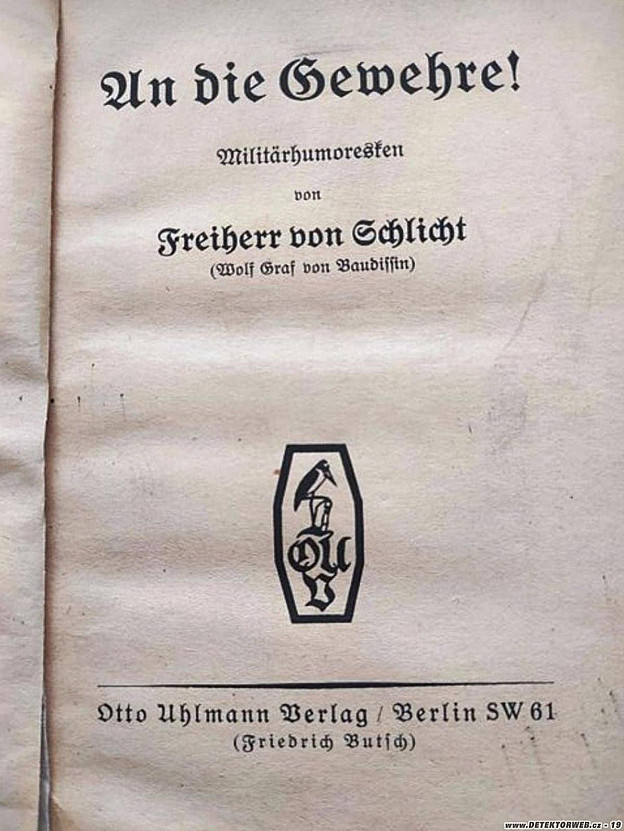 An die Gewehre!
Militärhumoresken
von
Freiherr von Schlicht
(Wolf Graf von Baudissin)
OU
V
Otto Uhlmann Verlag / Berlin SW 61
(Friedrich Butsch)
www.DETEKTORWEB.cz - 19